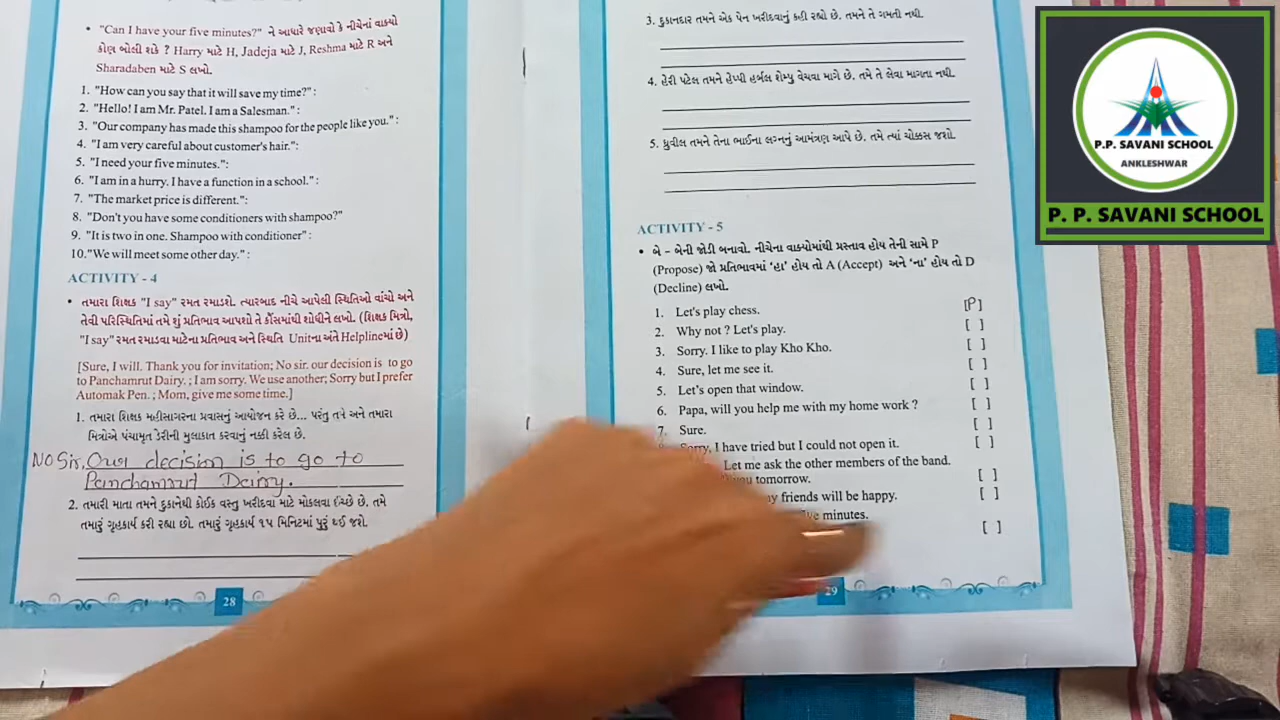 • "Can I have your five minutes?" ને આધારે જણાવો કે નીચેનાં વાક્યો
કોણ બોલી શકે ? Harry માટે H, Jadeja માટે J, Reshma માટે R અને
Sharadaben માટે S લખો.
1. "How can you say that it will save my time?" :
2. "Hello! I am Mr. Patel. I am a Salesman." :
3. "Our company has made this shampoo for the people like you." :
4. "I am very careful about customer's hair." :
5. "I need your five minutes." :
6. "I am in a hurry. I have a function in a school." :
7. "The market price is different." :
8. "Don't you have some conditioners with shampoo?"
9. "It is two in one. Shampoo with conditioner" :
10. "We will meet some other day." :
ACTIVITY - 4
• તમારા શિક્ષક "I say" રમત રમાડશે. ત્યારબાદ નીચે આપેલી સ્થિતિઓ વાંચો અને
તેવી પરિસ્થિતિમાં તમે શું પ્રતિભાવ આપશો તે કૌંસમાંથી શોધીને લખો. (શિક્ષક મિત્રો,
"I say" રમત રમાડવા માટેના પ્રતિભાવ અને સ્થિતિ Unitના અંતે Helplineમાં છે)
[Sure, I will. Thank you for invitation; No sir. our decision is to go
to Panchamrut Dairy. ; I am sorry. We use another; Sorry but I prefer
Automak Pen. ; Mom, give me some time.]
1. તમારા શિક્ષક મહીસાગરના પ્રવાસનું આયોજન કરે છે... પરંતુ તમે અને તમારા
મિત્રોએ પંચામૃત ડેરીની મુલાકાત કરવાનું નક્કી કરેલ છે.
No Sir, Our decision is to go to
Panchamrut Dairy.
2. તમારી માતા તમને દુકાનેથી કોઈક વસ્તુ ખરીદવા માટે મોકલવા ઈચ્છે છે. તમે
તમારું ગૃહકાર્ય કરી રહ્યા છો. તમારું ગૃહકાર્ય ૧૫ મિનિટમાં પુરું થઈ જશે.
28
3. દુકાનદાર તમને એક પેન ખરીદવાનું કહી રહ્યો છે. તમને તે ગમતી નથી.
4. હેરી પટેલ તમને હેપ્પી હર્બલ શેમ્પુ વેચવા માગે છે. તમે તે લેવા માગતા નથી.
5. ધ્રુવીલ તમને તેના ભાઈના લગ્નનું આમંત્રણ આપે છે. તમે ત્યાં ચોક્કસ જશો.
ACTIVITY - 5
• બે – બેની જોડી બનાવો. નીચેના વાક્યોમાંથી પ્રસ્તાવ હોય તેની સામે P
(Propose) જો પ્રતિભાવમાં 'હા' હોય તો A (Accept) અને 'ના' હોય તો D
(Decline) લખો.
1. Let's play chess. [P]
2. Why not ? Let's play. [ ]
3. Sorry. I like to play Kho Kho. [ ]
4. Sure, let me see it. [ ]
5. Let's open that window. [ ]
6. Papa, will you help me with my home work ? [ ]
7. Sure. [ ]
Sorry, I have tried but I could not open it. [ ]
Let me ask the other members of the band.
you tomorrow. [ ]
my friends will be happy. [ ]
five minutes.
[ ]
29
P.P. SAVANI SCHOOL
ANKLESHWAR
P. P. SAVANI SCHOOL